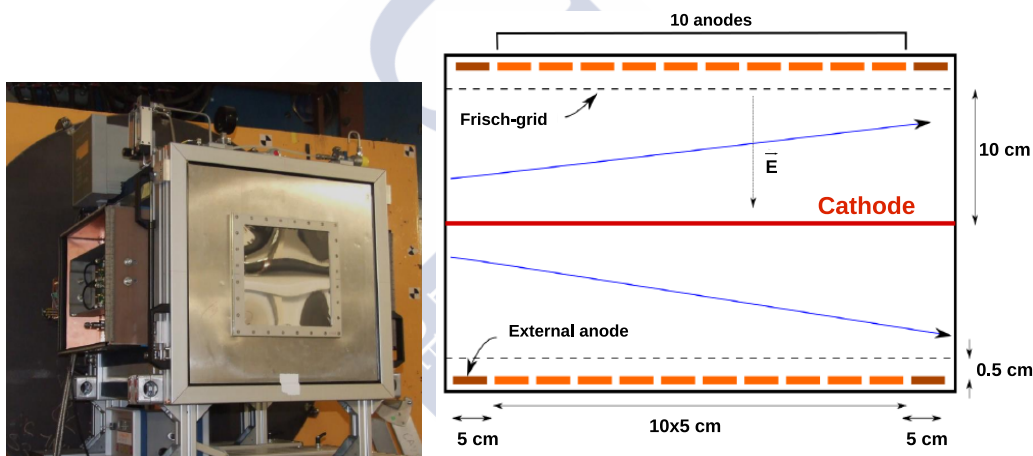 10 anodes
Frisch-grid
E
10 cm
Cathode
External anode
0.5 cm
5 cm
10x5 cm
5 cm